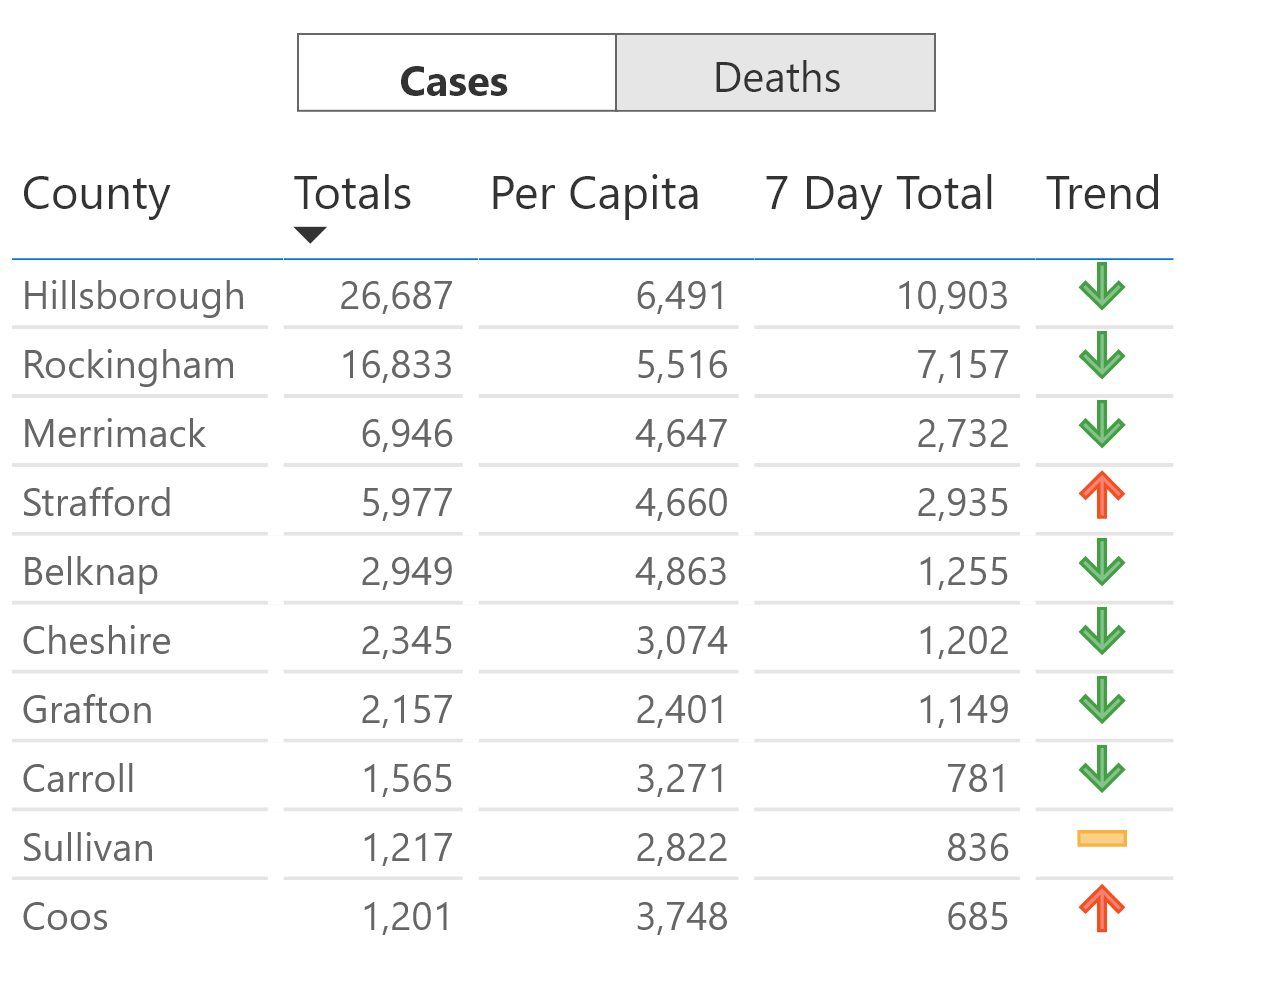 Cases Deaths
County Totals Per Capita 7 Day Total Trend
Hillsborough 26,687 6,491 10,903
Rockingham 16,833 5,516 7,157
Merrimack 6,946 4,647 2,732
Strafford 5,977 4,660 2,935
Belknap 2,949 4,863 1,255
Cheshire 2,345 3,074 1,202
Grafton 2,157 2,401 1,149
Carroll 1,565 3,271 781
Sullivan 1,217 2,822 836
Coos 1,201 3,748 685